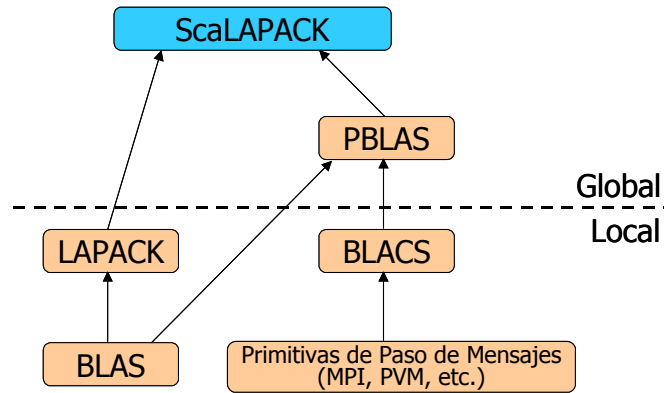 ScaLAPACK
PBLAS
Global
Local
LAPACK
BLACS
BLAS
Primitivas de Paso de Mensajes
(MPI, PVM, etc.)